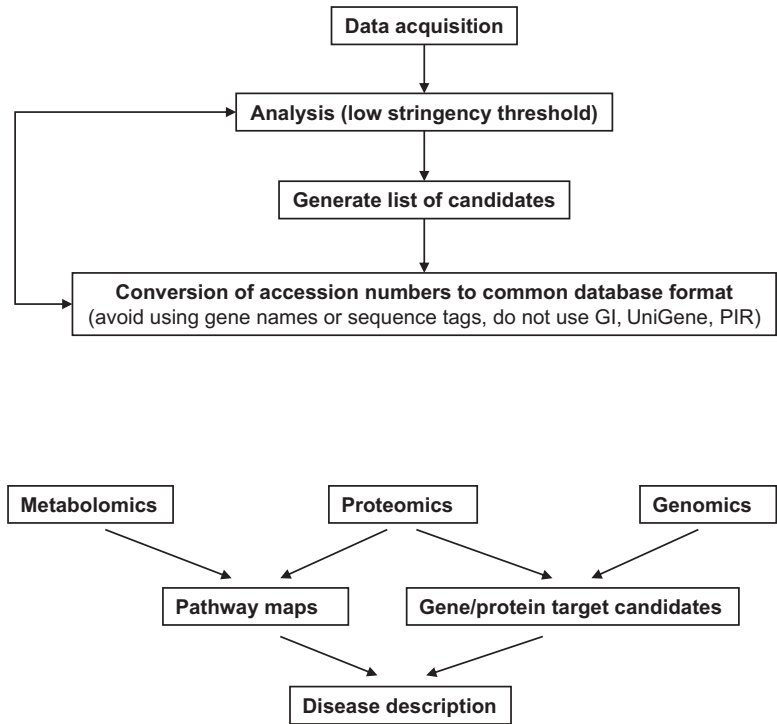 Data acquisition
Analysis (low stringency threshold)
Generate list of candidates
Conversion of accession numbers to common database format
(avoid using gene names or sequence tags, do not use GI, UniGene, PIR)
Metabolomics
Proteomics
Genomics
Pathway maps
Gene/protein target candidates
Disease description